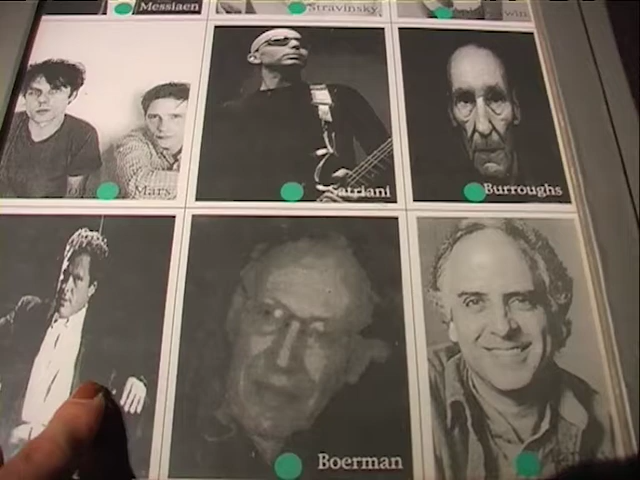 Messiaen
Stravinsky
Mars
Satriani
Burroughs
Boerman